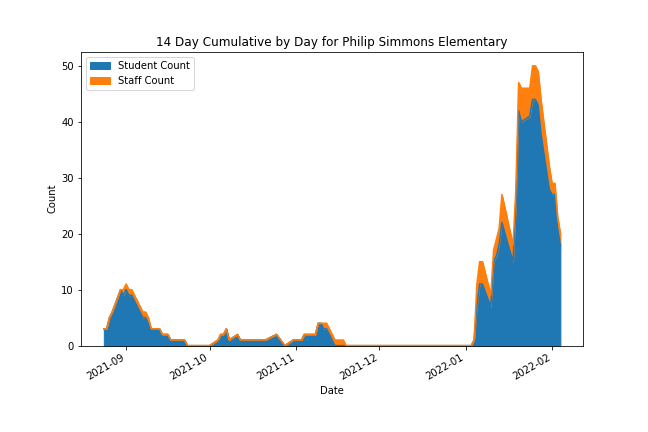 14 Day Cumulative by Day for Philip Simmons Elementary
Student Count
Staff Count
50
40
30
20
10
0
Count
2021-09
2021-10
2021-11
2021-12
2022-01
2022-02
Date